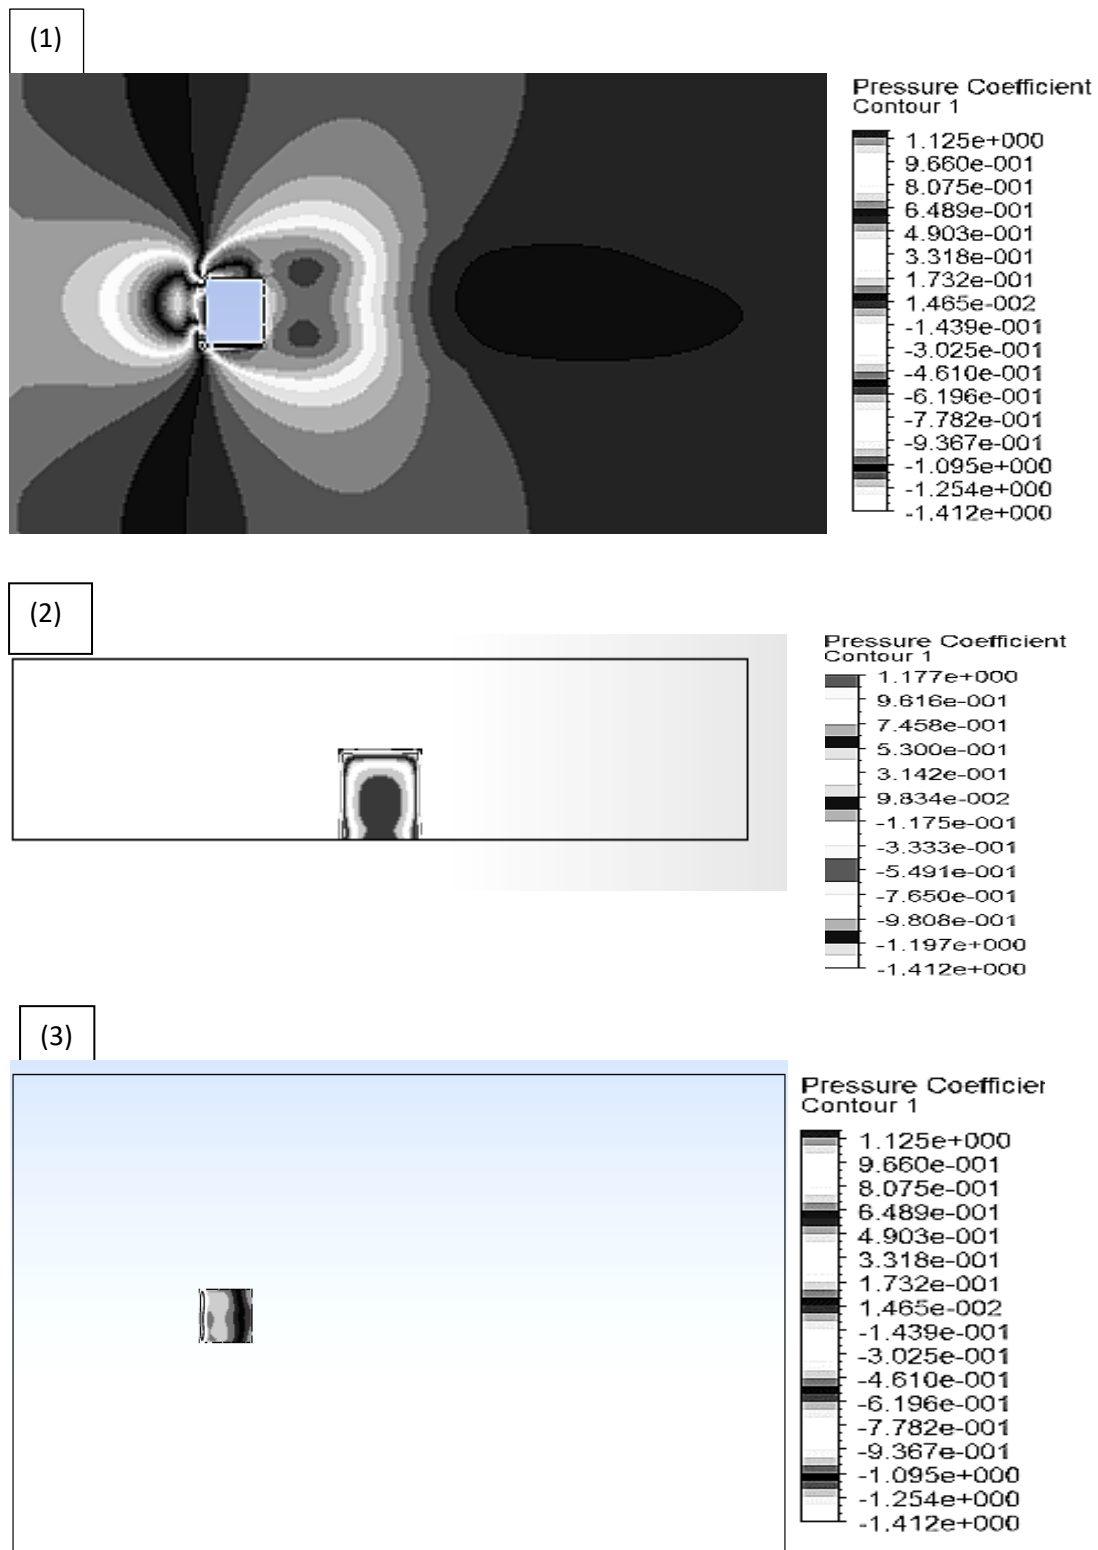 (1)
Pressure Coefficient
Contour 1
1.125e+000
9.660e-001
8.075e-001
6.489e-001
4.903e-001
3.318e-001
1.732e-001
1.465e-002
-1.439e-001
-3.025e-001
-4.610e-001
-6.196e-001
-7.782e-001
-9.367e-001
-1.095e+000
-1.254e+000
-1.412e+000
(2)
Pressure Coefficient
Contour 1
1.177e+000
9.616e-001
7.458e-001
5.300e-001
3.142e-001
9.834e-002
-1.175e-001
-3.333e-001
-5.491e-001
-7.650e-001
-9.808e-001
-1.197e+000
-1.412e+000
(3)
Pressure Coefficier
Contour 1
1.125e+000
9.660e-001
8.075e-001
6.489e-001
4.903e-001
3.318e-001
1.732e-001
1.465e-002
-1.439e-001
-3.025e-001
-4.610e-001
-6.196e-001
-7.782e-001
-9.367e-001
-1.095e+000
-1.254e+000
-1.412e+000